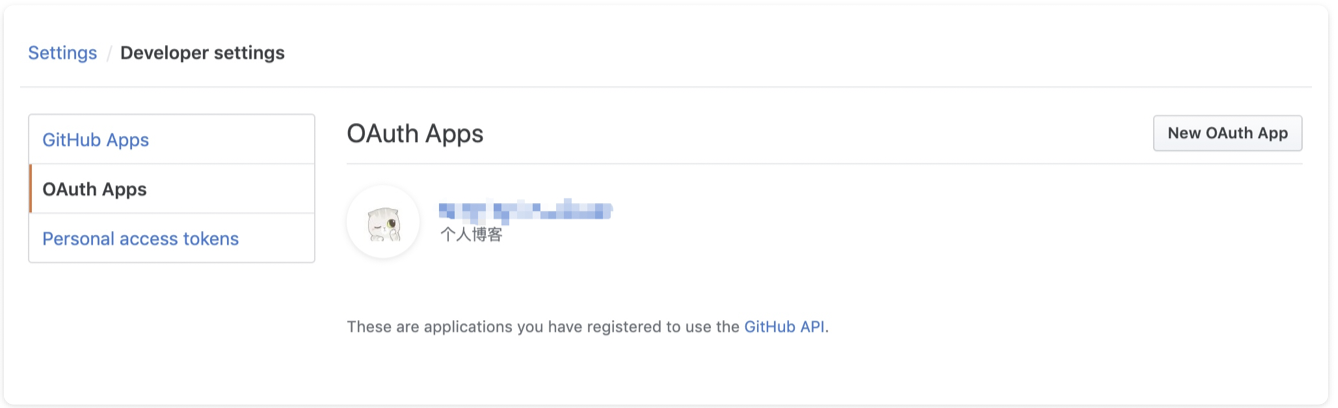 Settings / Developer settings
GitHub Apps
OAuth Apps
Personal access tokens
OAuth Apps
New OAuth App
个人博客
These are applications you have registered to use the GitHub API.